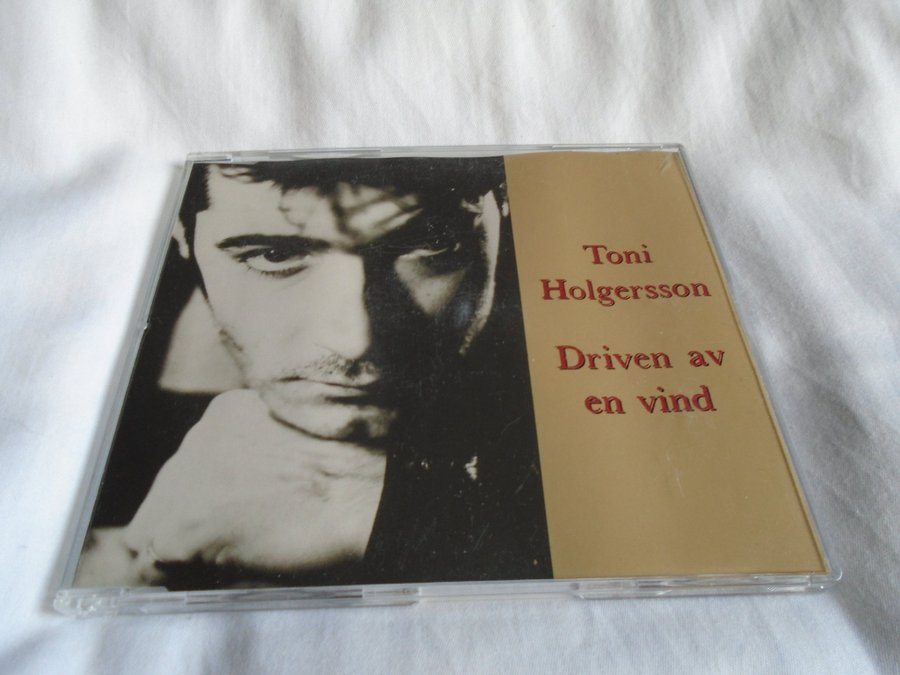 Toni
Holgersson
Driven av
en vind